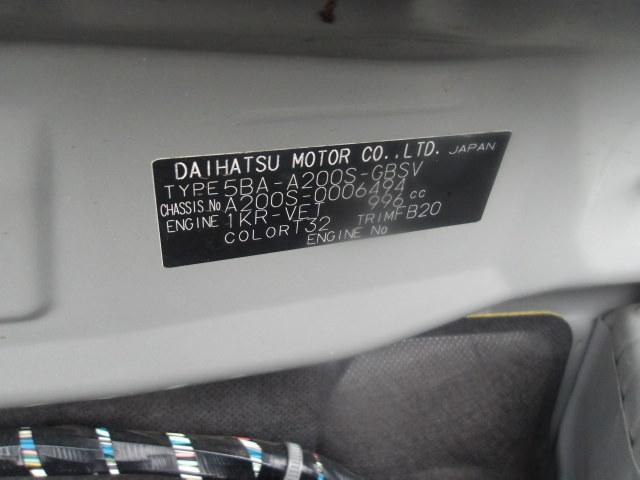 DAIHATSU MOTOR CO.,LTD. JAPAN
TYPE 5BA-A200S-GBSV
CHASSIS No A200S-0006494
ENGINE 1KR-VET 996 cc
COLOR T32 TRIM FB20
ENGINE No